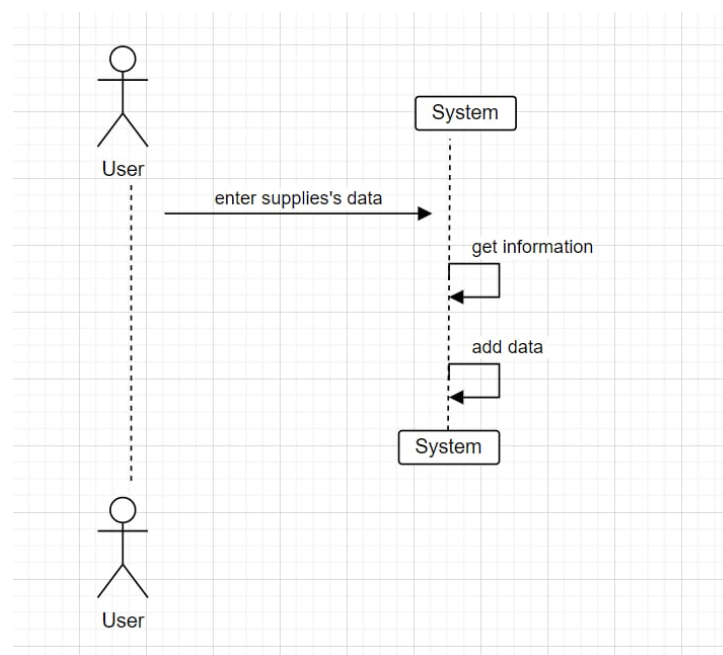 System
User
enter supplies's data
get information
add data
System
User